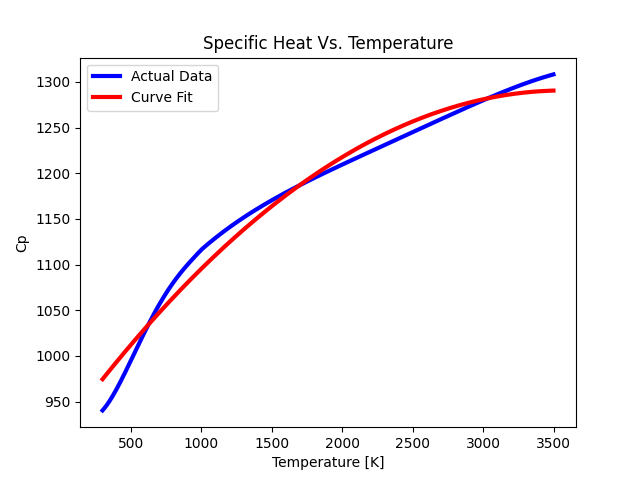 Specific Heat Vs. Temperature
Actual Data
Curve Fit
1300
1250
1200
1150
1100
1050
1000
950
Cp
500 1000 1500 2000 2500 3000 3500
Temperature [K]